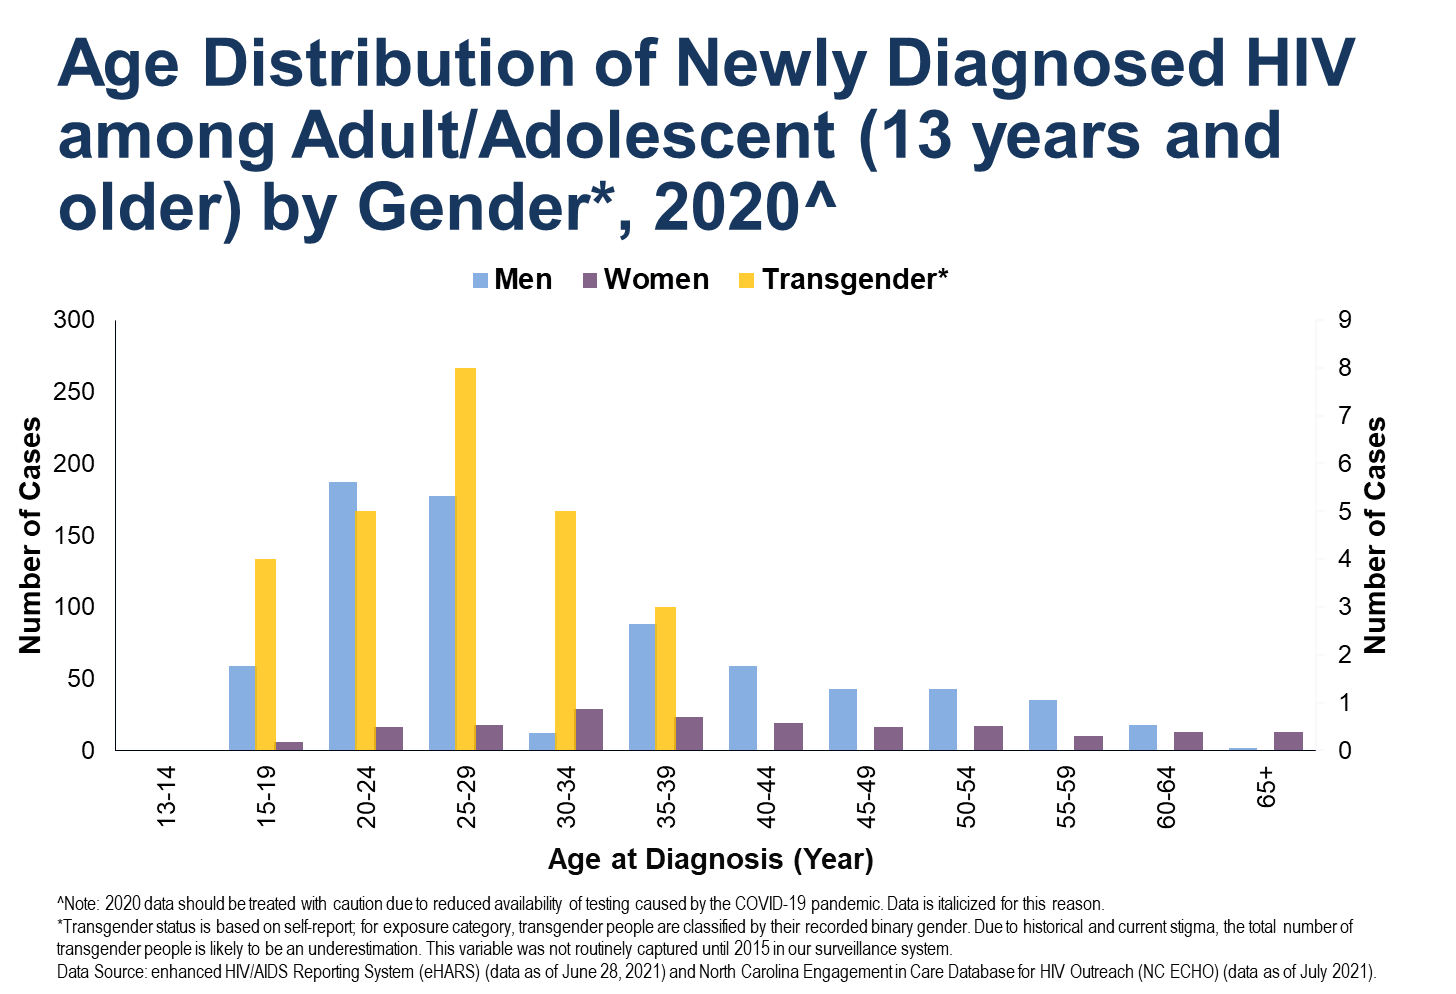 Age Distribution of Newly Diagnosed HIV
among Adult/Adolescent (13 years and
older) by Gender*, 2020^
Men Women Transgender*
300
250
200
150
100
50
0
Number of Cases
9
8
7
6
5
4
3
2
1
0
Number of Cases
13-14
15-19
20-24
25-29
30-34
35-39
40-44
45-49
50-54
55-59
60-64
65+
Age at Diagnosis (Year)
^Note: 2020 data should be treated with caution due to reduced availability of testing caused by the COVID-19 pandemic. Data is italicized for this reason.
*Transgender status is based on self-report; for exposure category, transgender people are classified by their recorded binary gender. Due to historical and current stigma, the total number of
transgender people is likely to be an underestimation. This variable was not routinely captured until 2015 in our surveillance system.
Data Source: enhanced HIV/AIDS Reporting System (eHARS) (data as of June 28, 2021) and North Carolina Engagement in Care Database for HIV Outreach (NC ECHO) (data as of July 2021).